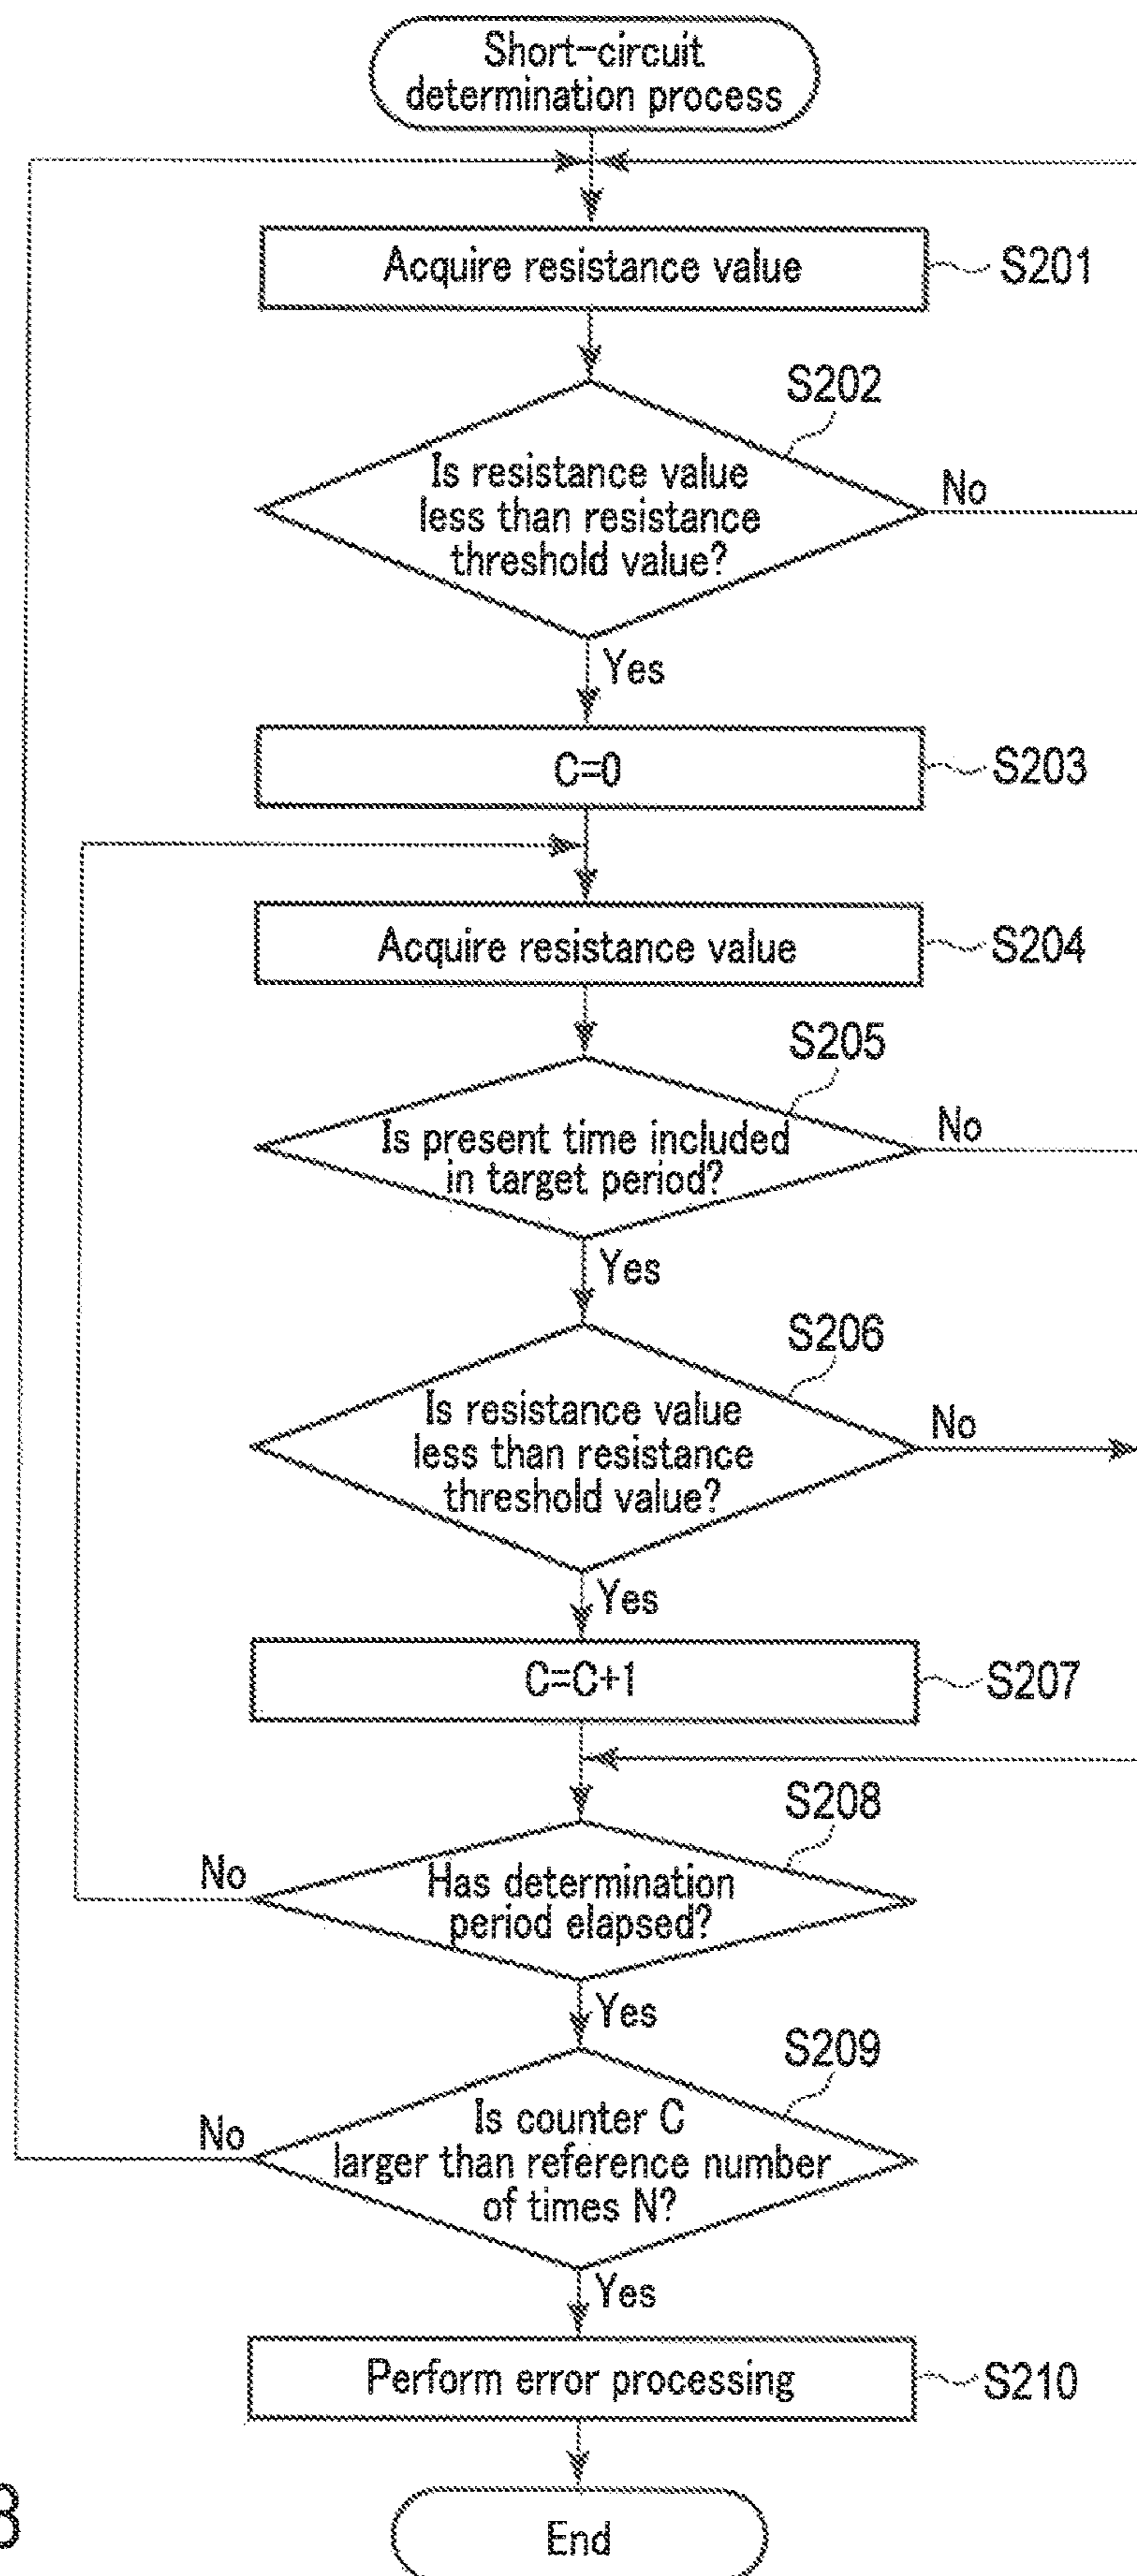 Short-circuit
determination process
Acquire resistance value
S201
S202
Is resistance value
less than resistance
threshold value?
No
Yes
C=0
S203
Acquire resistance value
S204
S205
Is present time included
in target period?
No
Yes
S206
Is resistance value
less than resistance
threshold value?
No
Yes
C=C+1
S207
S208
No
Has determination
period elapsed?
Yes
S209
No
Is counter C
larger than reference number
of times N?
Yes
Perform error processing
S210
End